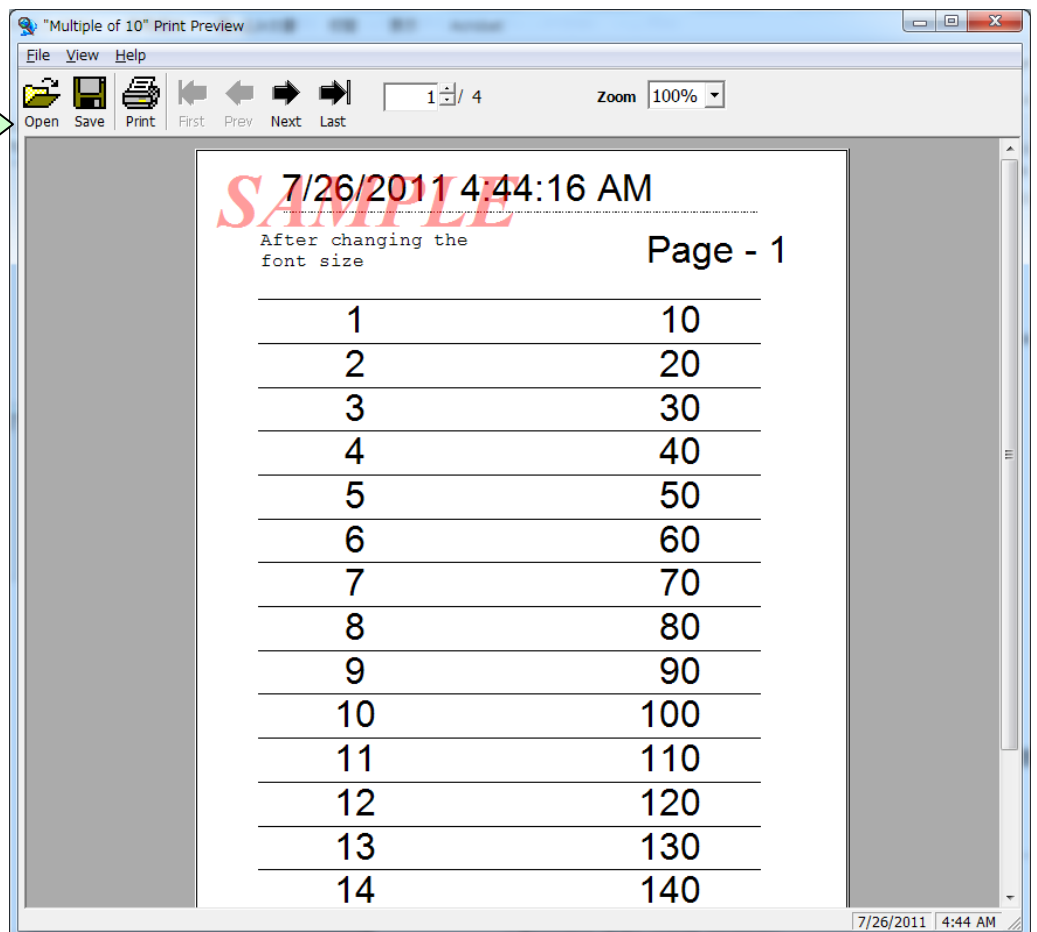 "Multiple of 10" Print Preview
File View Help
Open Save Print First Prev Next Last 1 / 4 Zoom 100%
SAMPLE
7/26/2011 4:44:16 AM
After changing the
font size
Page - 1
1 10
2 20
3 30
4 40
5 50
6 60
7 70
8 80
9 90
10 100
11 110
12 120
13 130
14 140
7/26/2011 4:44 AM